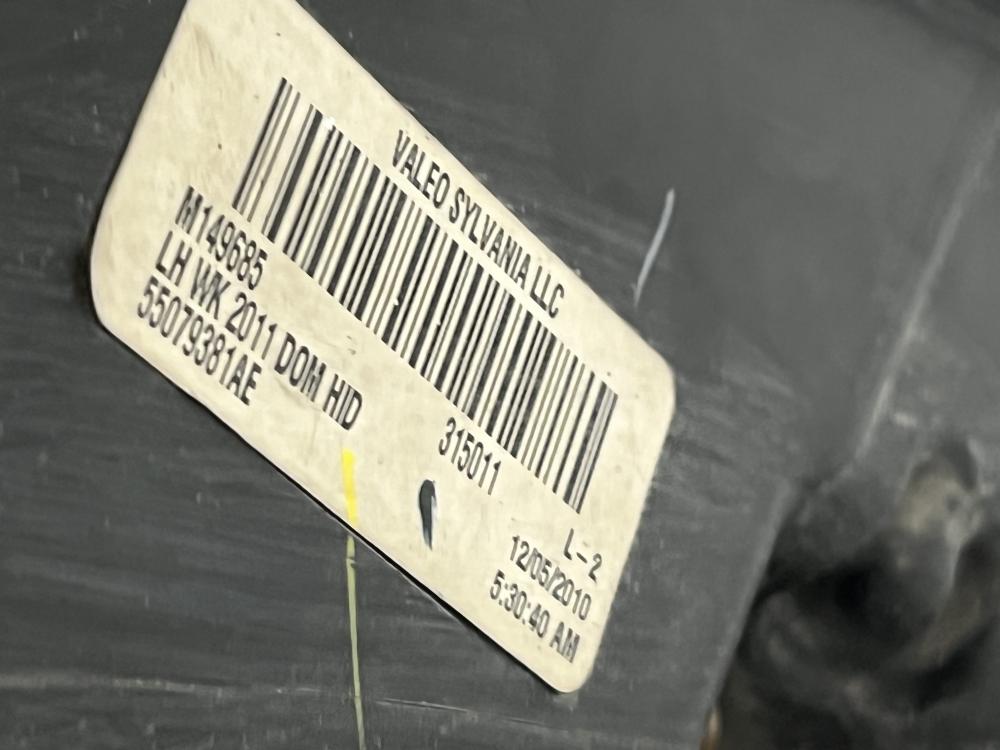 VALEO SYLVANIA LLC
M149685
LH WK 2011 DOM HID
55079381AE
315011
L-2
12/05/2010
5:30:40 AM